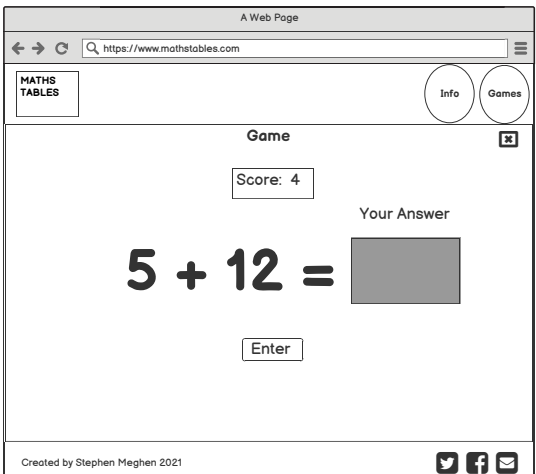 A Web Page
https://www.mathstables.com
MATHS
TABLES
Info
Games
Game
Score: 4
Your Answer
5 + 12 =
Enter
Created by Stephen Meghen 2021